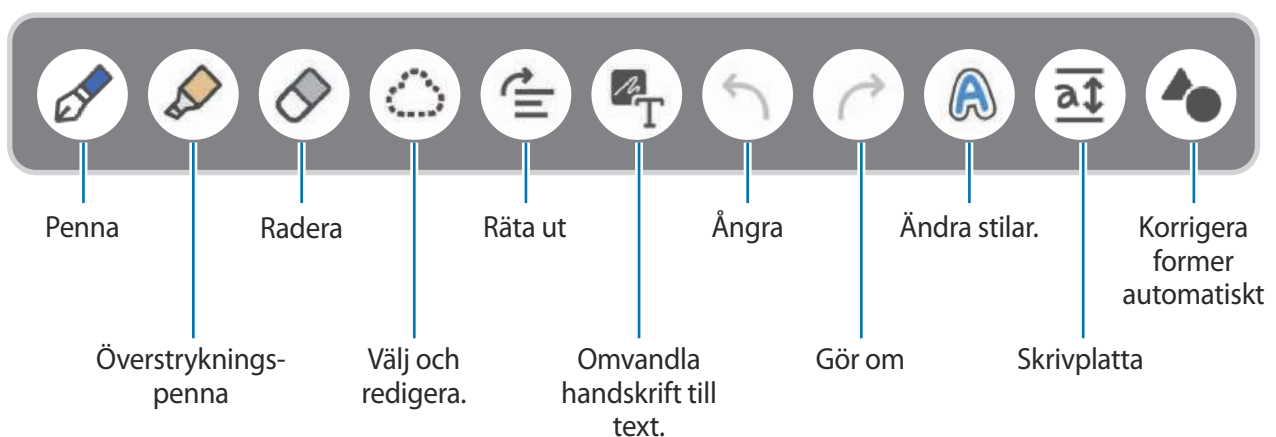 Penna
Radera
Räta ut
Ångra
Ändra stilar.
Korrigera
former
automatiskt
Överstryknings-
penna
Välj och
redigera.
Omvandla
handskrift till
text.
Gör om
Skrivplatta